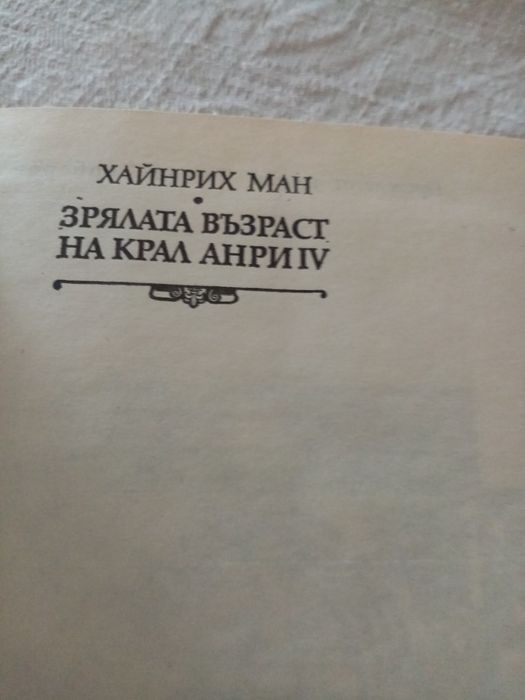 ХАЙНРИХ МАН
ЗРЯЛАТА ВЪЗРАСТ
НА КРАЛ АНРИ IV